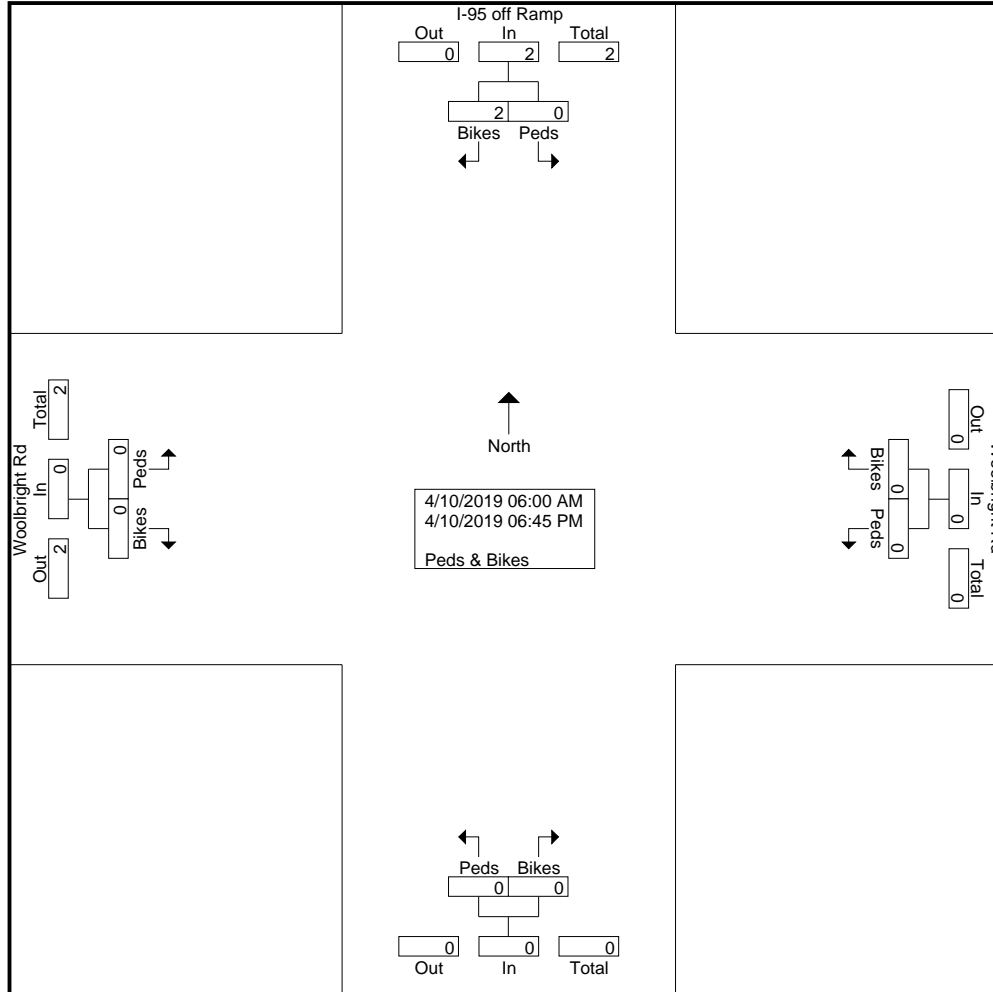 I-95 off Ramp
Out In Total
0 2 2
2 0
Bikes Peds
North
4/10/2019 06:00 AM
4/10/2019 06:45 PM
Peds & Bikes
Woolbright Rd
Out In Total
2 0 2
Bikes Peds
0 0
Out In Total
0 0 0
Bikes Peds
0 0
Peds Bikes
0 0
0 0 0
Out In Total